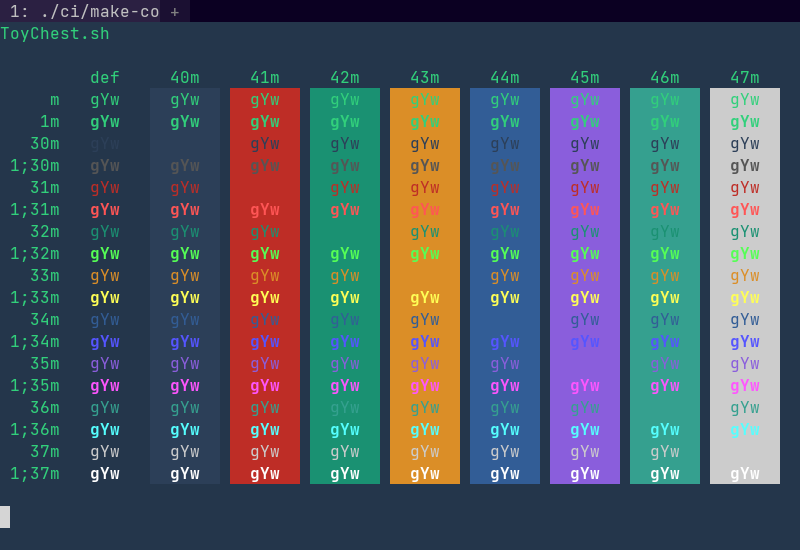 1: ./ci/make-co +
ToyChest.sh
def 40m 41m 42m 43m 44m 45m 46m 47m
m gYw gYw gYw gYw gYw gYw gYw gYw gYw
1m gYw gYw gYw gYw gYw gYw gYw gYw gYw
30m gYw gYw gYw gYw gYw gYw gYw gYw
1;30m gYw gYw gYw gYw gYw gYw gYw gYw gYw
31m gYw gYw gYw gYw gYw gYw gYw gYw
1;31m gYw gYw gYw gYw gYw gYw gYw gYw gYw
32m gYw gYw gYw gYw gYw gYw gYw gYw
1;32m gYw gYw gYw gYw gYw gYw gYw gYw gYw
33m gYw gYw gYw gYw gYw gYw gYw gYw
1;33m gYw gYw gYw gYw gYw gYw gYw gYw gYw
34m gYw gYw gYw gYw gYw gYw gYw gYw
1;34m gYw gYw gYw gYw gYw gYw gYw gYw gYw
35m gYw gYw gYw gYw gYw gYw gYw gYw
1;35m gYw gYw gYw gYw gYw gYw gYw gYw gYw
36m gYw gYw gYw gYw gYw gYw gYw gYw
1;36m gYw gYw gYw gYw gYw gYw gYw gYw gYw
37m gYw gYw gYw gYw gYw gYw gYw gYw
1;37m gYw gYw gYw gYw gYw gYw gYw gYw gYw